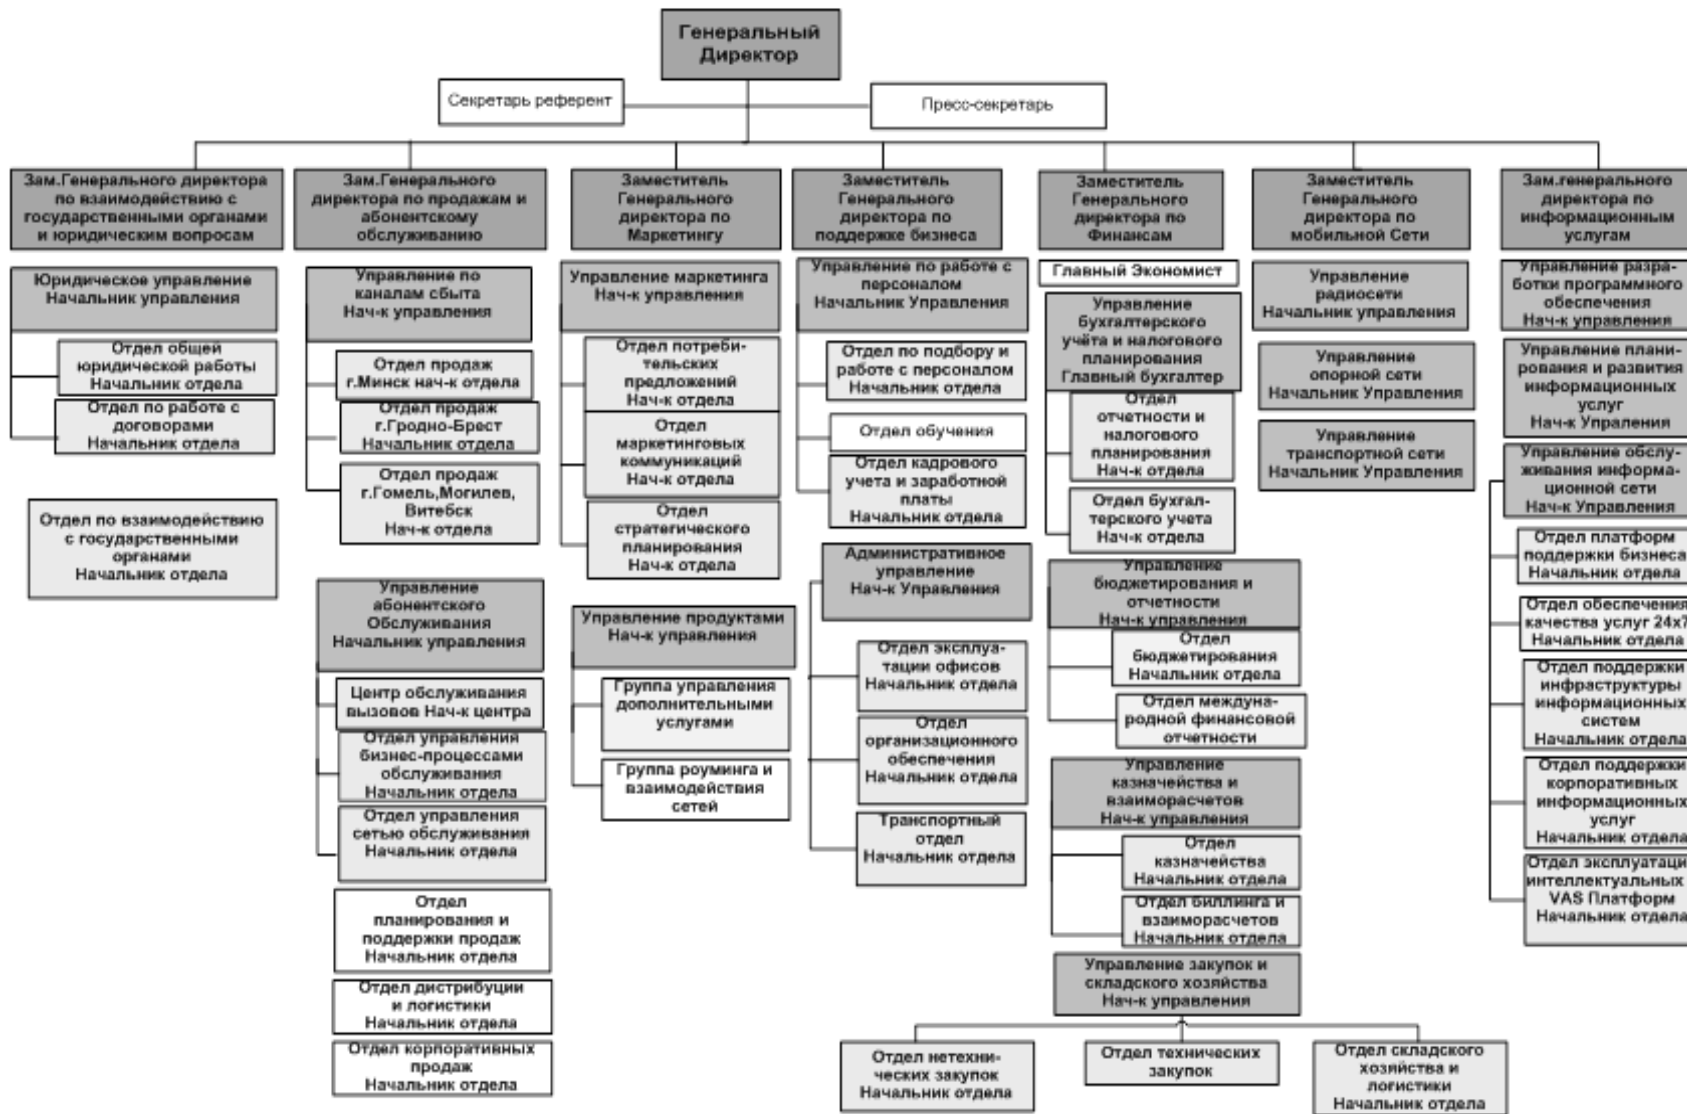 Генеральный
Директор
Секретарь референт
Пресс-секретарь
Зам.Генерального директора
по взаимодействию с
государственными органами
и юридическим вопросам
Юридическое управление
Начальник управления
Отдел общей
юридической работы
Начальник отдела
Отдел по работе с
договорами
Начальник отдела
Отдел по взаимодействию
с государственными
органами
Начальник отдела
Зам.Генерального
директора по продажам и
абонентскому
обслуживанию
Управление по
каналам сбыта
Нач-к управления
Отдел продаж
г.Минск нач-к отдела
Отдел продаж
г.Гродно-Брест
Начальник отдела
Отдел продаж
г.Гомель,Могилев,
Витебск
Нач-к отдела
Управление
абонентского
Обслуживания
Начальник управления
Центр обслуживания
вызовов Нач-к центра
Отдел управления
бизнес-процессами
обслуживания
Начальник отдела
Отдел управления
сетью обслуживания
Начальник отдела
Отдел
планирования и
поддержки продаж
Начальник отдела
Отдел дистрибуции
и логистики
Начальник отдела
Отдел корпоративных
продаж
Начальник отдела
Заместитель
Генерального
директора по
Маркетингу
Управление маркетинга
Нач-к управления
Отдел потреби-
тельских
предложений
Нач-к отдела
Отдел
маркетинговых
коммуникаций
Нач-к отдела
Отдел
стратегического
планирования
Нач-к отдела
Управление продуктами
Нач-к управления
Группа управления
дополнительными
услугами
Группа роуминга и
взаимодействия
сетей
Заместитель
Генерального
директора по
поддержке бизнеса
Управление по работе с
персоналом
Начальник Управления
Отдел по подбору и
работе с персоналом
Начальник отдела
Отдел обучения
Отдел кадрового
учета и заработной
платы
Начальник отдела
Административное
управление
Нач-к Управления
Отдел эксплуа-
тации офисов
Начальник отдела
Отдел
организационного
обеспечения
Начальник отдела
Транспортный
отдел
Начальник отдела
Заместитель
Генерального
директора по
Финансам
Главный Экономист
Управление
бухгалтерского
учёта и налогового
планирования
Главный бухгалтер
Отдел
отчетности и
налогового
планирования
Нач-к отдела
Отдел бухгал-
терского учета
Нач-к отдела
Управление
бюджетирования и
отчетности
Нач-к управления
Отдел
бюджетирования
Начальник отдела
Отдел междуна-
родной финансовой
отчетности
Управление
казначейства и
взаиморасчетов
Нач-к управления
Отдел
казначейства
Начальник отдела
Отдел биллинга и
взаиморасчетов
Начальник отдела
Управление закупок и
складского хозяйства
Нач-к управления
Отдел нетехни-
ческих закупок
Начальник отдела
Отдел технических
закупок
Отдел складского
хозяйства и
логистики
Начальник отдела
Заместитель
Генерального
директора по
мобильной Сети
Управление
радиосети
Начальник управления
Управление
опорной сети
Начальник Управления
Управление
транспортной сети
Начальник Управления
Зам.генерального
директора по
информационным
услугам
Управление разра-
ботки программного
обеспечения
Нач-к управления
Управление плани-
рования и развития
информационных
услуг
Нач-к Упраления
Управление обслу-
живания информа-
ционной сети
Нач-к Управления
Отдел платформ
поддержки бизнеса
Начальник отдела
Отдел обеспечения
качества услуг 24х7
Начальник отдела
Отдел поддержки
инфраструктуры
информационных
систем
Начальник отдела
Отдел поддержки
корпоративных
информационных
услуг
Начальник отдела
Отдел эксплуатаци
интеллектуальных
VAS Платформ
Начальник отдела